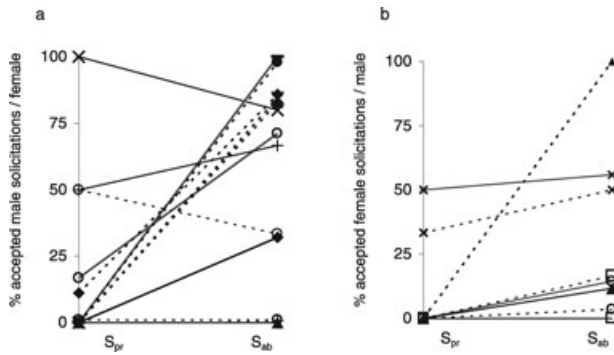 a
% accepted male solicitations / female
100
75
50
25
0
S_pr
S_ab
b
% accepted female solicitations / male
100
75
50
25
0
S_pr
S_ab